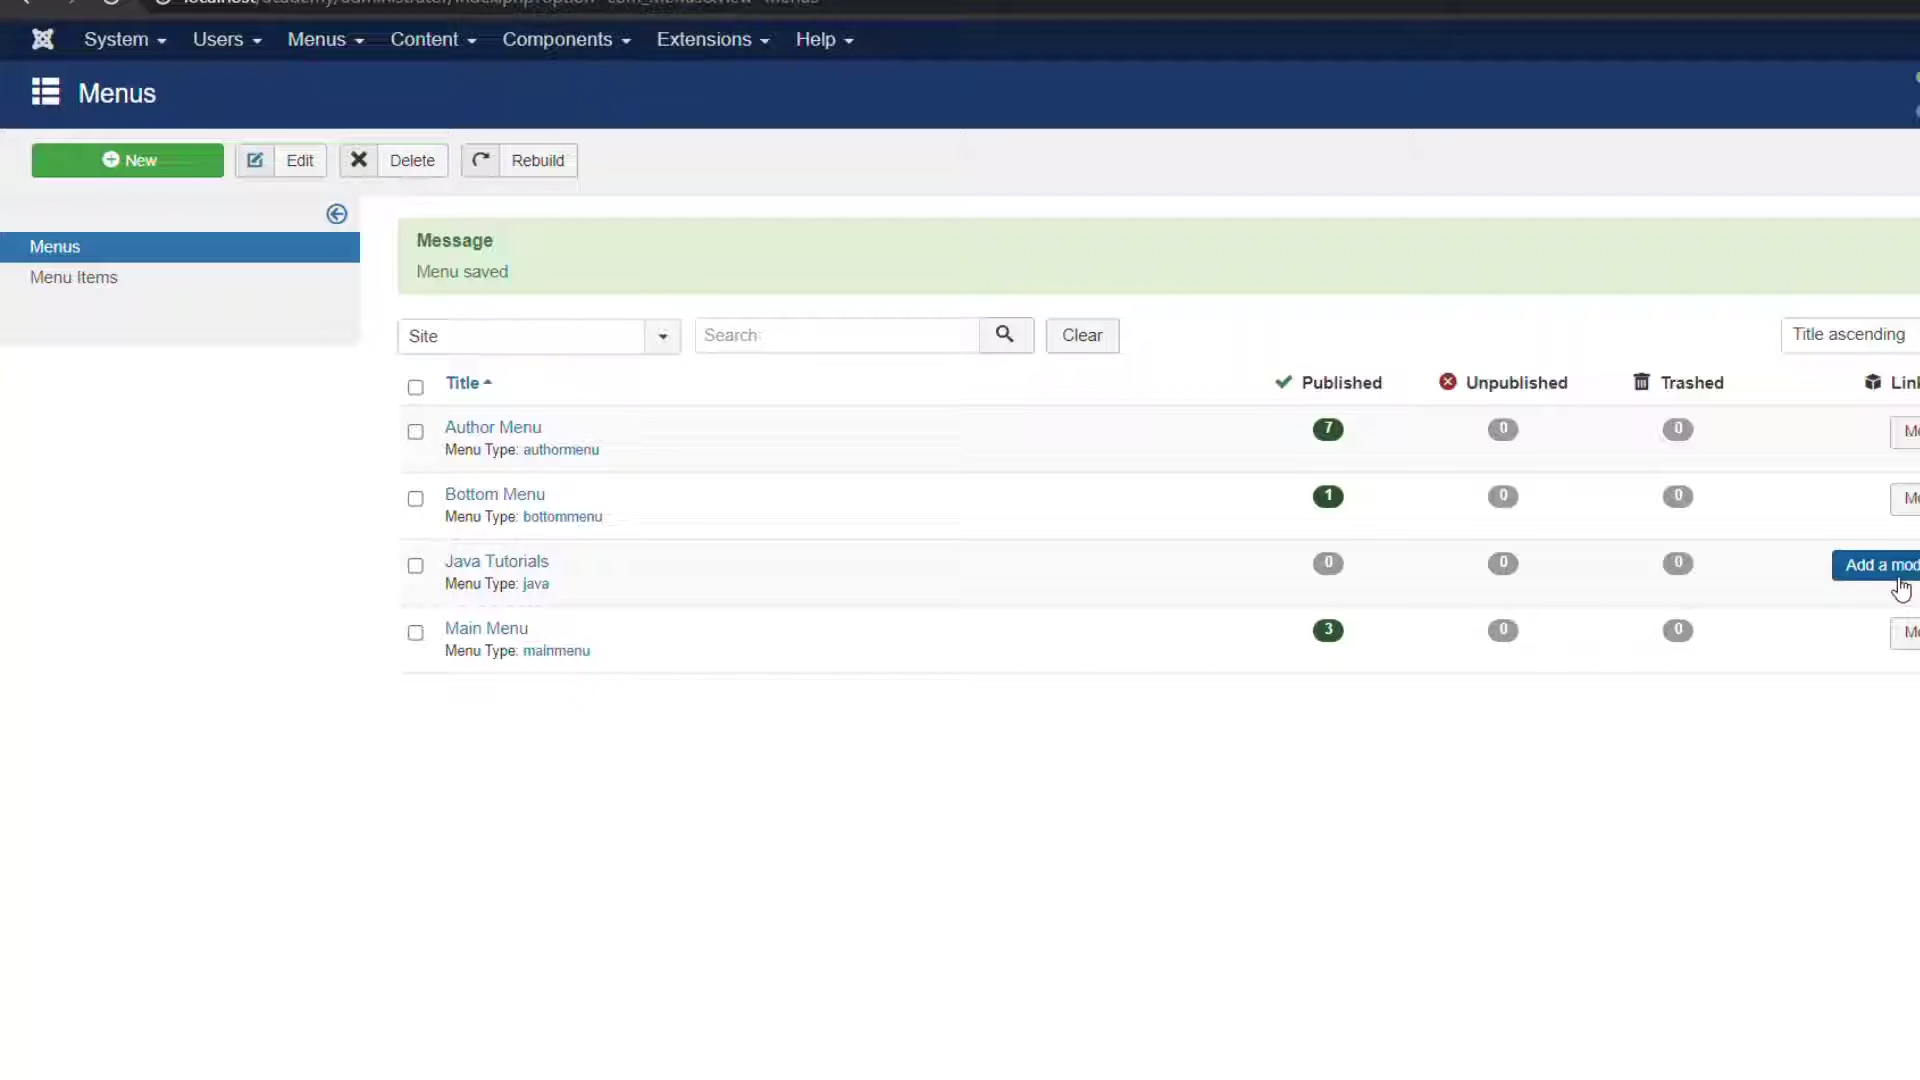 System Users Menus Content Components Extensions Help
Menus
New Edit Delete Rebuild
Menus
Menu Items
Message
Menu saved
Site Search Clear Title ascending
Title Published Unpublished Trashed
Author Menu 7 0 0
Menu Type: authormenu
Bottom Menu 1 0 0
Menu Type: bottommenu
Java Tutorials 0 0 0 Add a mod
Menu Type: java
Main Menu 3 0 0
Menu Type: mainmenu